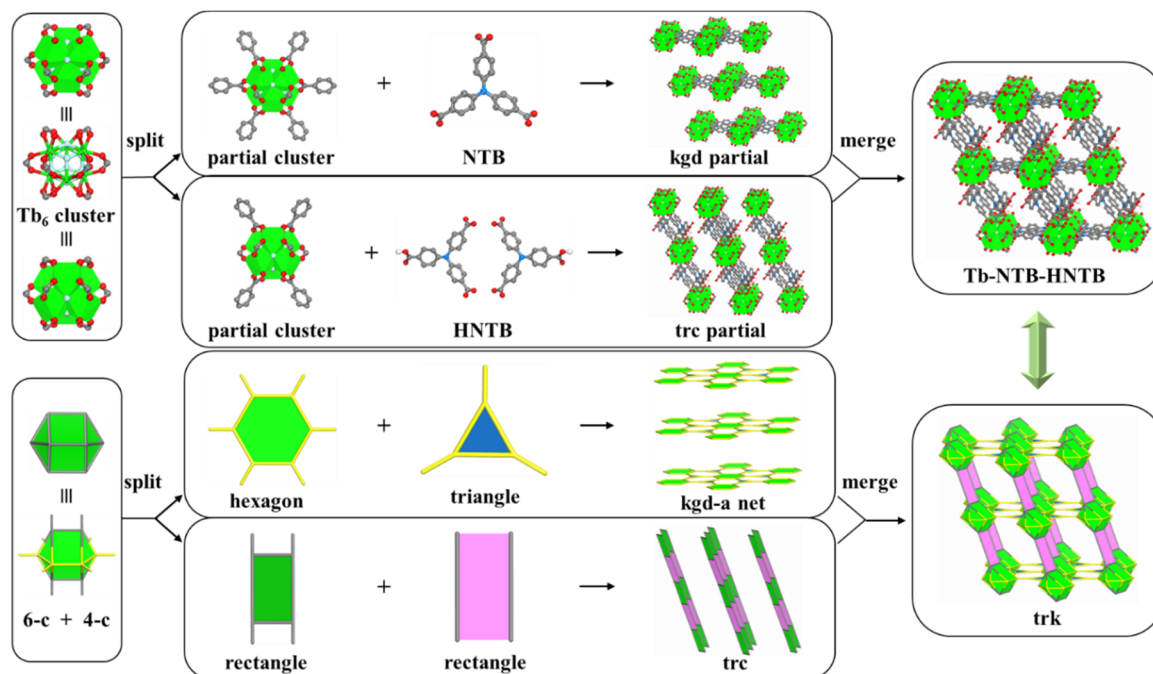 split
partial cluster
+
NTB
kgd partial
merge
Tb6 cluster
partial cluster
+
HNTB
trc partial
Tb-NTB-HNTB
split
hexagon
+
triangle
kgd-a net
merge
6-c + 4-c
rectangle
+
rectangle
trc
trk